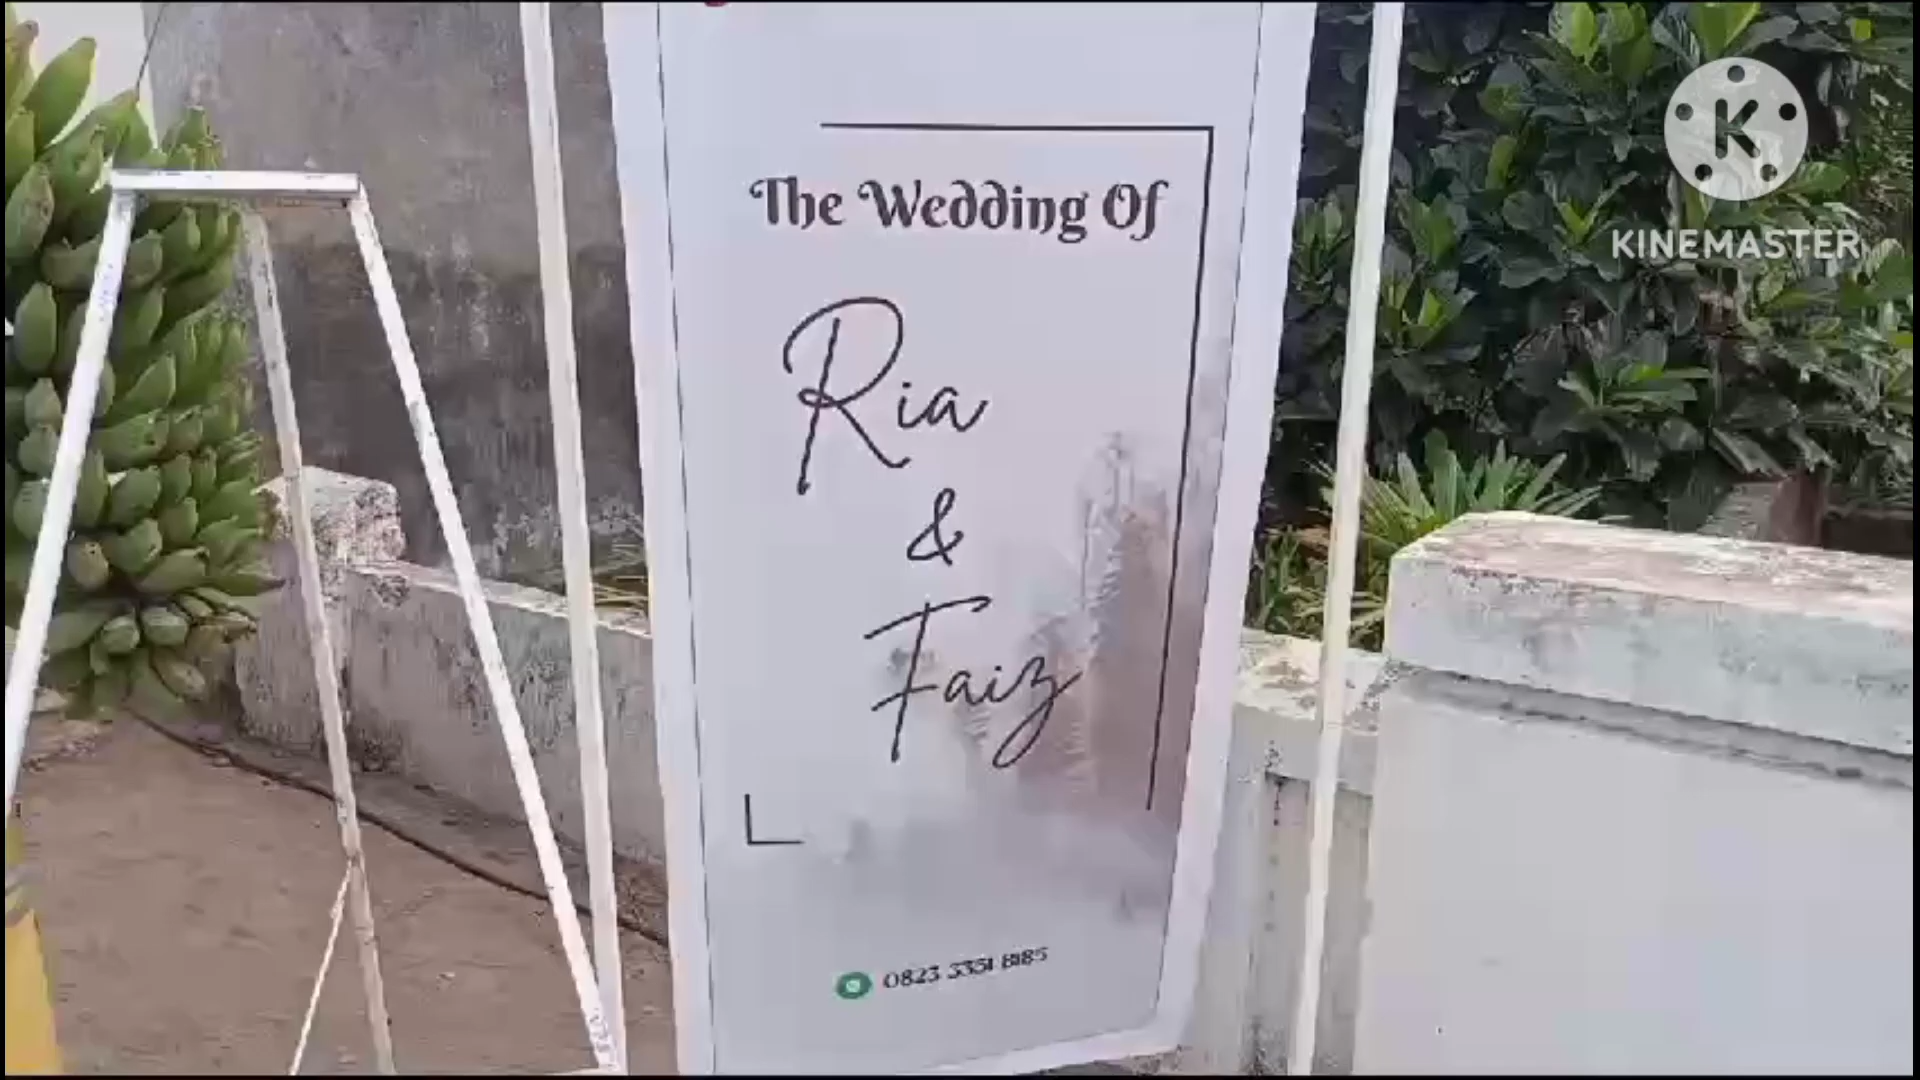 The Wedding Of
Ria
&
Faiz
0823 3351 8185
K
KINEMASTER